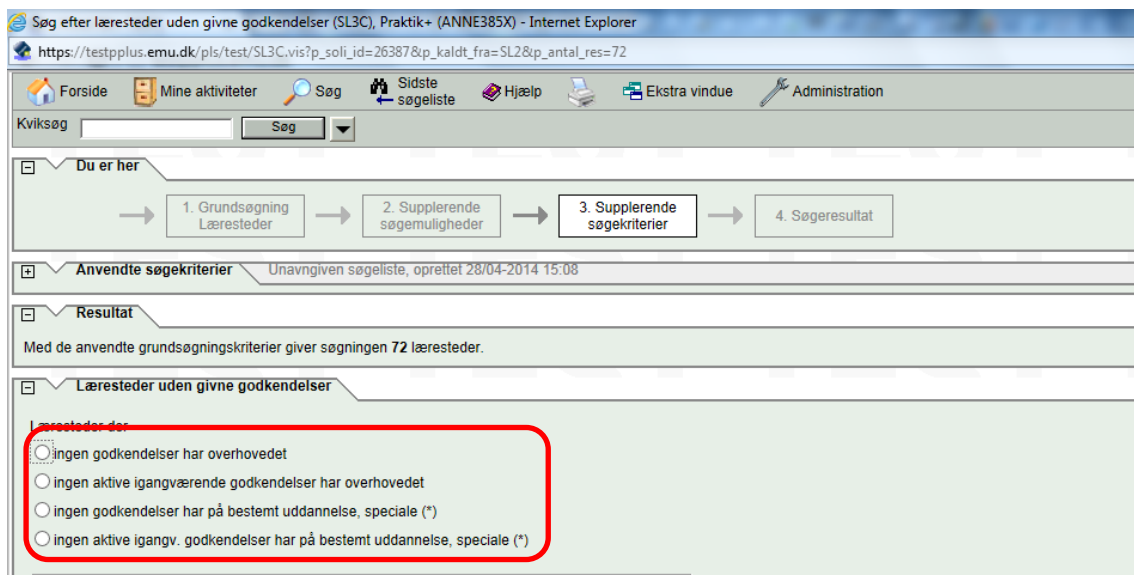 Søg efter læresteder uden givne godkendelser (SL3C), Praktik+ (ANNE385X) - Internet Explorer
https://testpplus.emu.dk/pls/test/SL3C.vis?p_soli_id=26387&p_kaldt_fra=SL2&p_antal_res=72
Forside Mine aktiviteter Søg Sidste søgeliste Hjælp Ekstra vindue Administration
Kviksøg Søg
Du er her
1. Grundsøgning Læresteder 2. Supplerende søgemuligheder 3. Supplerende søgekriterier 4. Søgeresultat
Anvendte søgekriterier Unavngiven søgeliste, oprettet 28/04-2014 15:08
Resultat
Med de anvendte grundsøgningskriterier giver søgningen 72 læresteder.
Læresteder uden givne godkendelser
Læresteder der
ingen godkendelser har overhovedet
ingen aktive igangværende godkendelser har overhovedet
ingen godkendelser har på bestemt uddannelse, speciale (*)
ingen aktive igangv. godkendelser har på bestemt uddannelse, speciale (*)